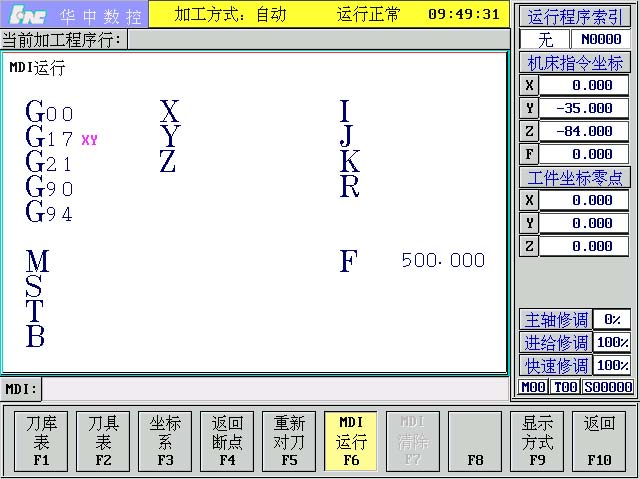 HNC 华中数控 加工方式：自动 运行正常 09:49:31
当前加工程序行：
MDI运行
G00 X I
G17 XY Y J
G21 Z K
G90 R
G94
M F 500.000
S
T
B
MDI:
运行程序索引
无 N0000
机床指令坐标
X 0.000
Y -35.000
Z -84.000
F 0.000
工件坐标零点
X 0.000
Y 0.000
Z 0.000
主轴修调 0%
进给修调 100%
快速修调 100%
M00 T00 S00000
刀库表 F1
刀具表 F2
坐标系 F3
返回断点 F4
重新对刀 F5
MDI运行 F6
MDI清除 F7
F8
显示方式 F9
返回 F10